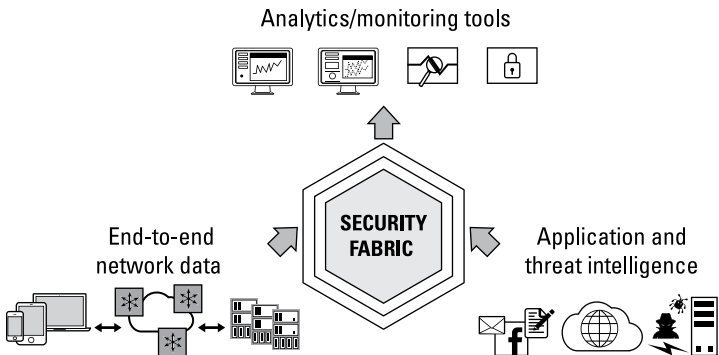 Analytics/monitoring tools
SECURITY
FABRIC
End-to-end
network data
Application and
threat intelligence
f